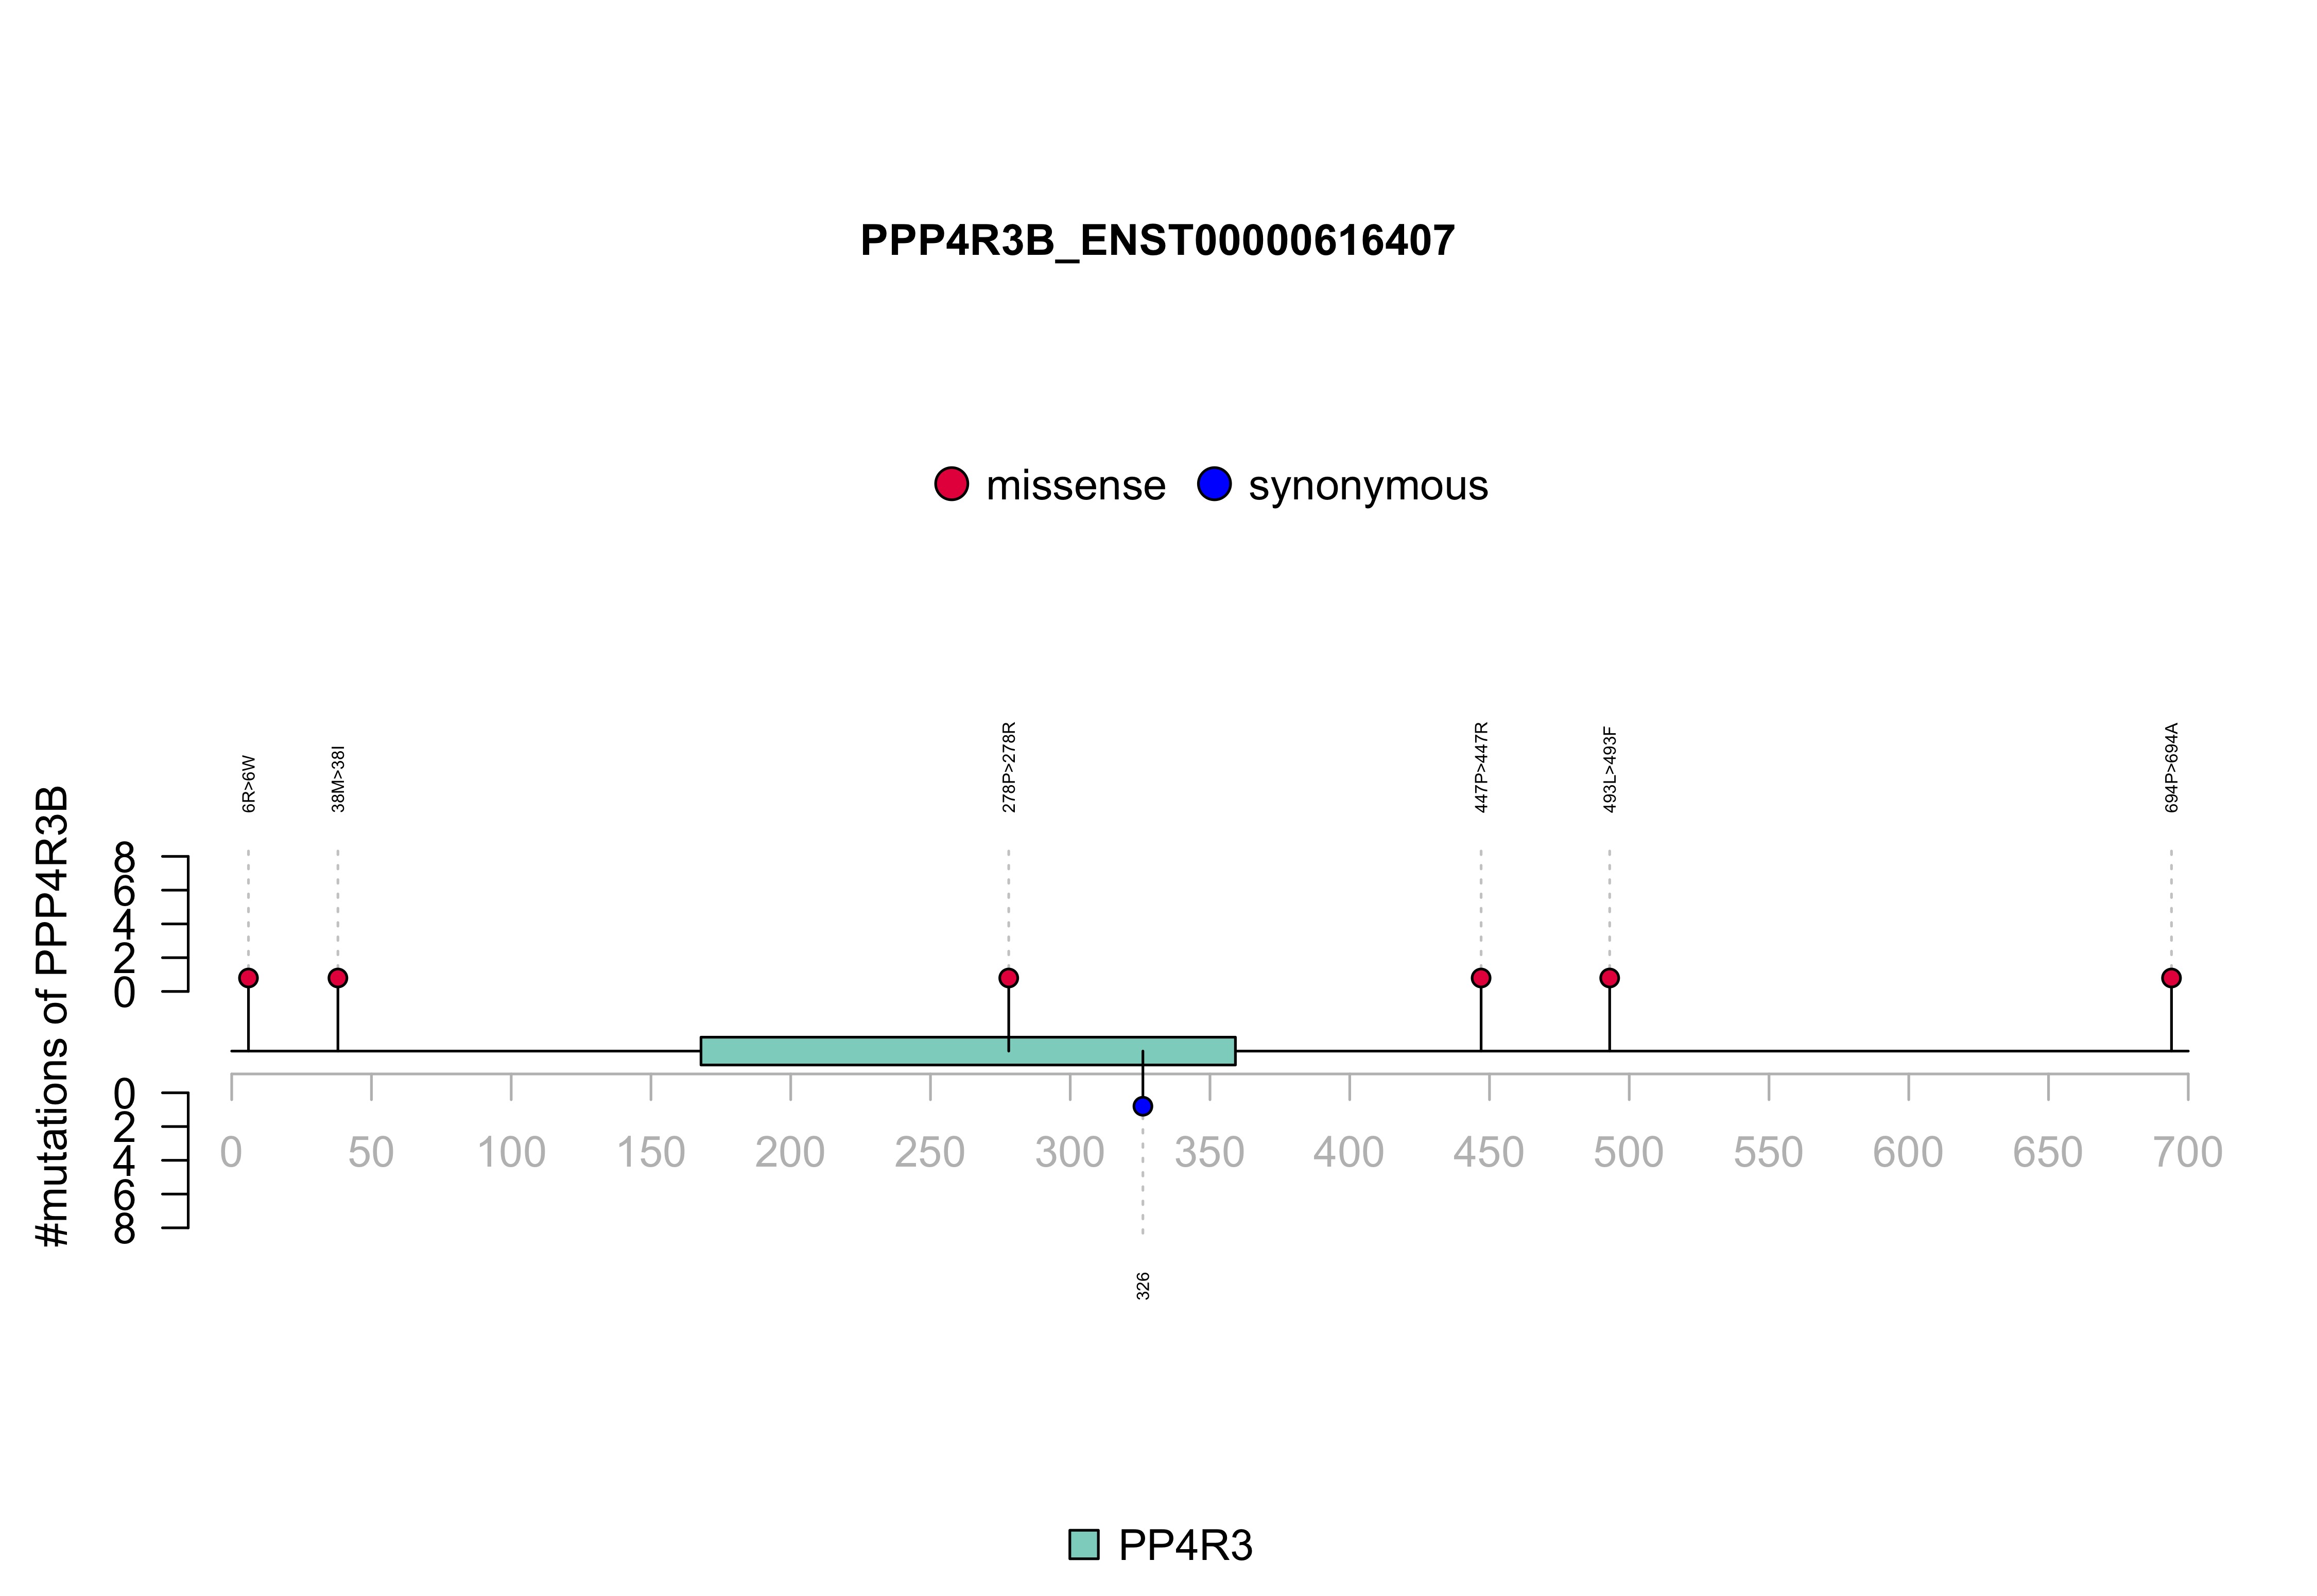 PPP4R3B_ENST00000616407
missense synonymous
6R>6W
38M>38I
278P>278R
447P>447R
493L>493F
694P>694A
#mutations of PPP4R3B
8
6
4
2
0
0
2
4
6
8
0 50 100 150 200 250 300 350 400 450 500 550 600 650 700
326
PP4R3